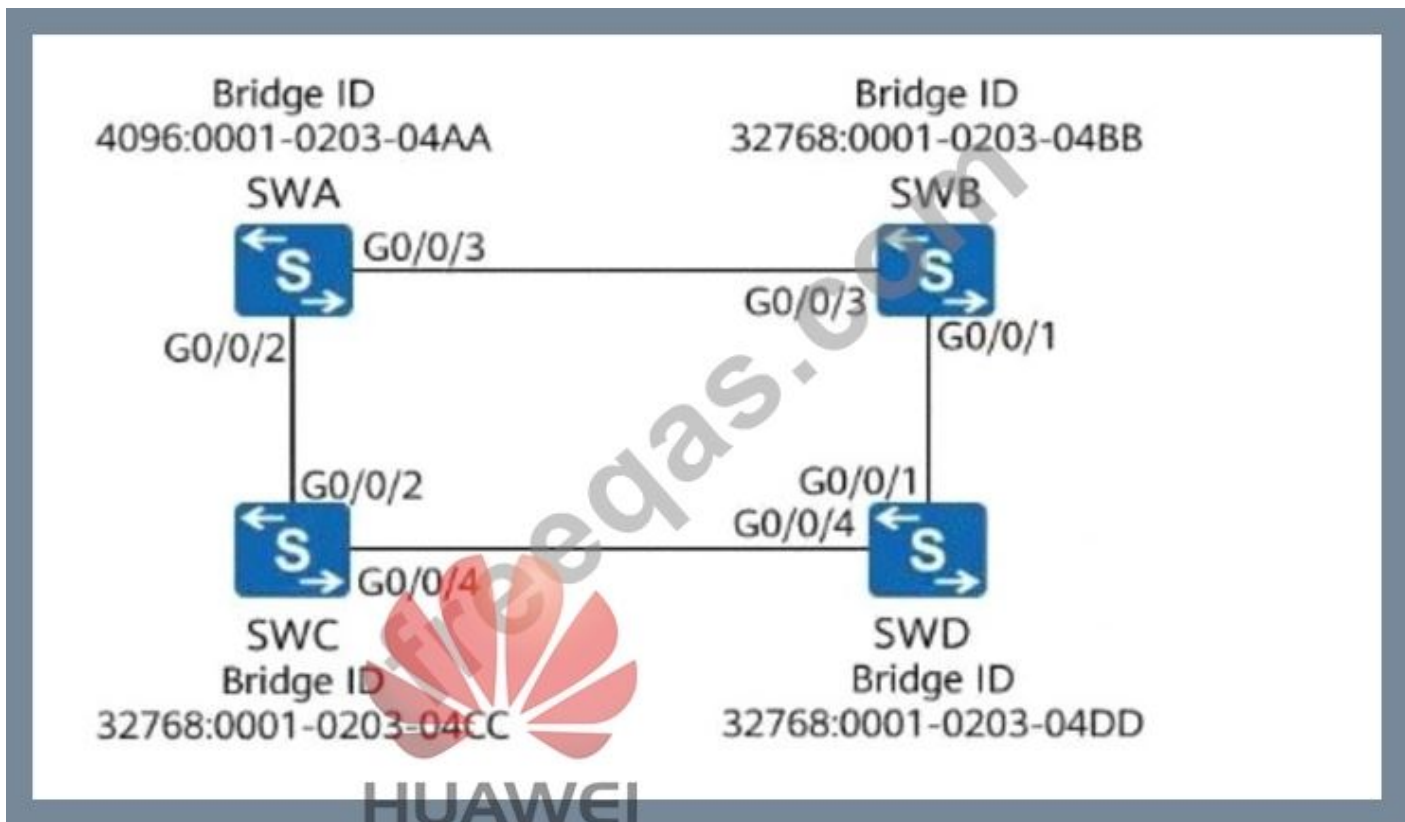 Bridge ID
4096:0001-0203-04AA
SWA
Bridge ID
32768:0001-0203-04BB
SWB
G0/0/3
G0/0/3
G0/0/2
G0/0/1
G0/0/2
G0/0/1
G0/0/4
G0/0/4
SWC
Bridge ID
32768:0001-0203-04CC
SWD
Bridge ID
32768:0001-0203-04DD
freeqas.com
HUAWEI
S
S
S
S